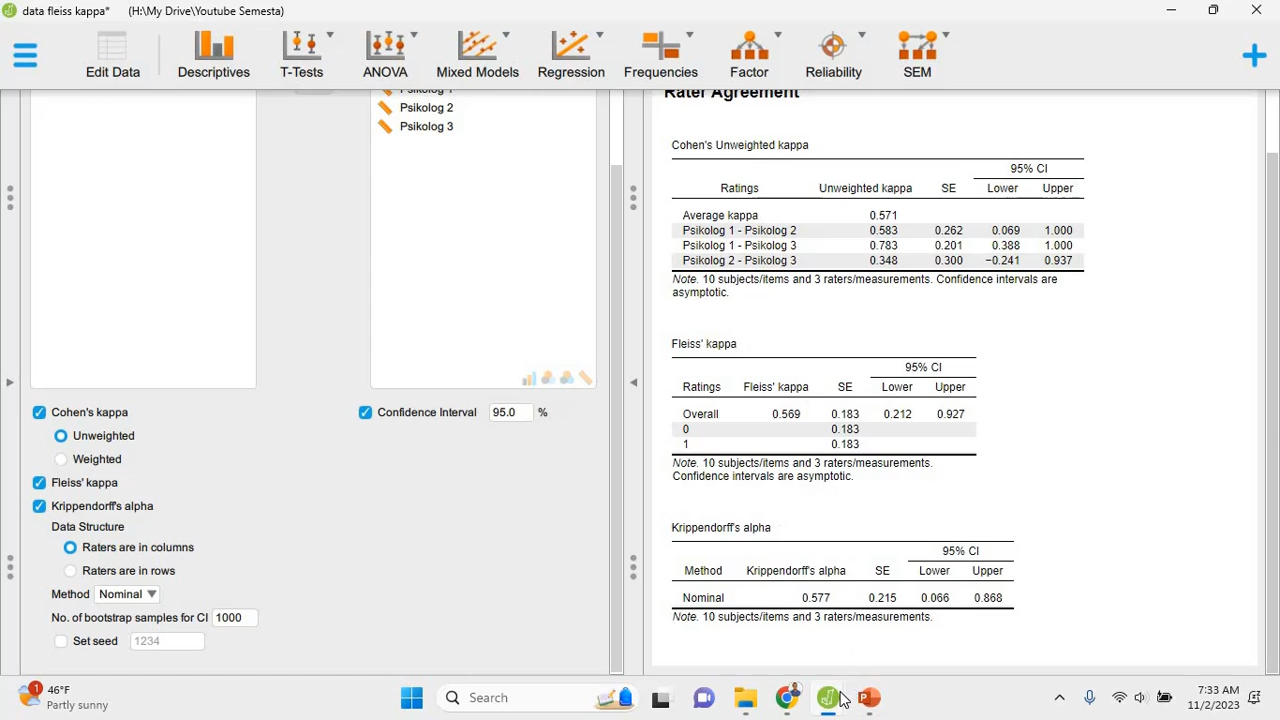 data fleiss kappa* (H:\My Drive\Youtube Semesta)
Edit Data
Descriptives
T-Tests
ANOVA
Mixed Models
Regression
Frequencies
Factor
Reliability
SEM
Psikolog 1
Psikolog 2
Psikolog 3
Cohen's kappa
Unweighted
Weighted
Fleiss' kappa
Krippendorff's alpha
Data Structure
Raters are in columns
Raters are in rows
Method Nominal
No. of bootstrap samples for CI 1000
Set seed 1234
Confidence Interval 95.0 %
Rater Agreement
Cohen's Unweighted kappa
95% CI
Ratings Unweighted kappa SE Lower Upper
Average kappa 0.571
Psikolog 1 - Psikolog 2 0.583 0.262 0.069 1.000
Psikolog 1 - Psikolog 3 0.783 0.201 0.388 1.000
Psikolog 2 - Psikolog 3 0.348 0.300 −0.241 0.937
Note. 10 subjects/items and 3 raters/measurements. Confidence intervals are
asymptotic.
Fleiss' kappa
95% CI
Ratings Fleiss' kappa SE Lower Upper
Overall 0.569 0.183 0.212 0.927
0 0.183
1 0.183
Note. 10 subjects/items and 3 raters/measurements.
Confidence intervals are asymptotic.
Krippendorff's alpha
95% CI
Method Krippendorff's alpha SE Lower Upper
Nominal 0.577 0.215 0.066 0.868
Note. 10 subjects/items and 3 raters/measurements.
1
46°F
Partly sunny
Search
7:33 AM
11/2/2023